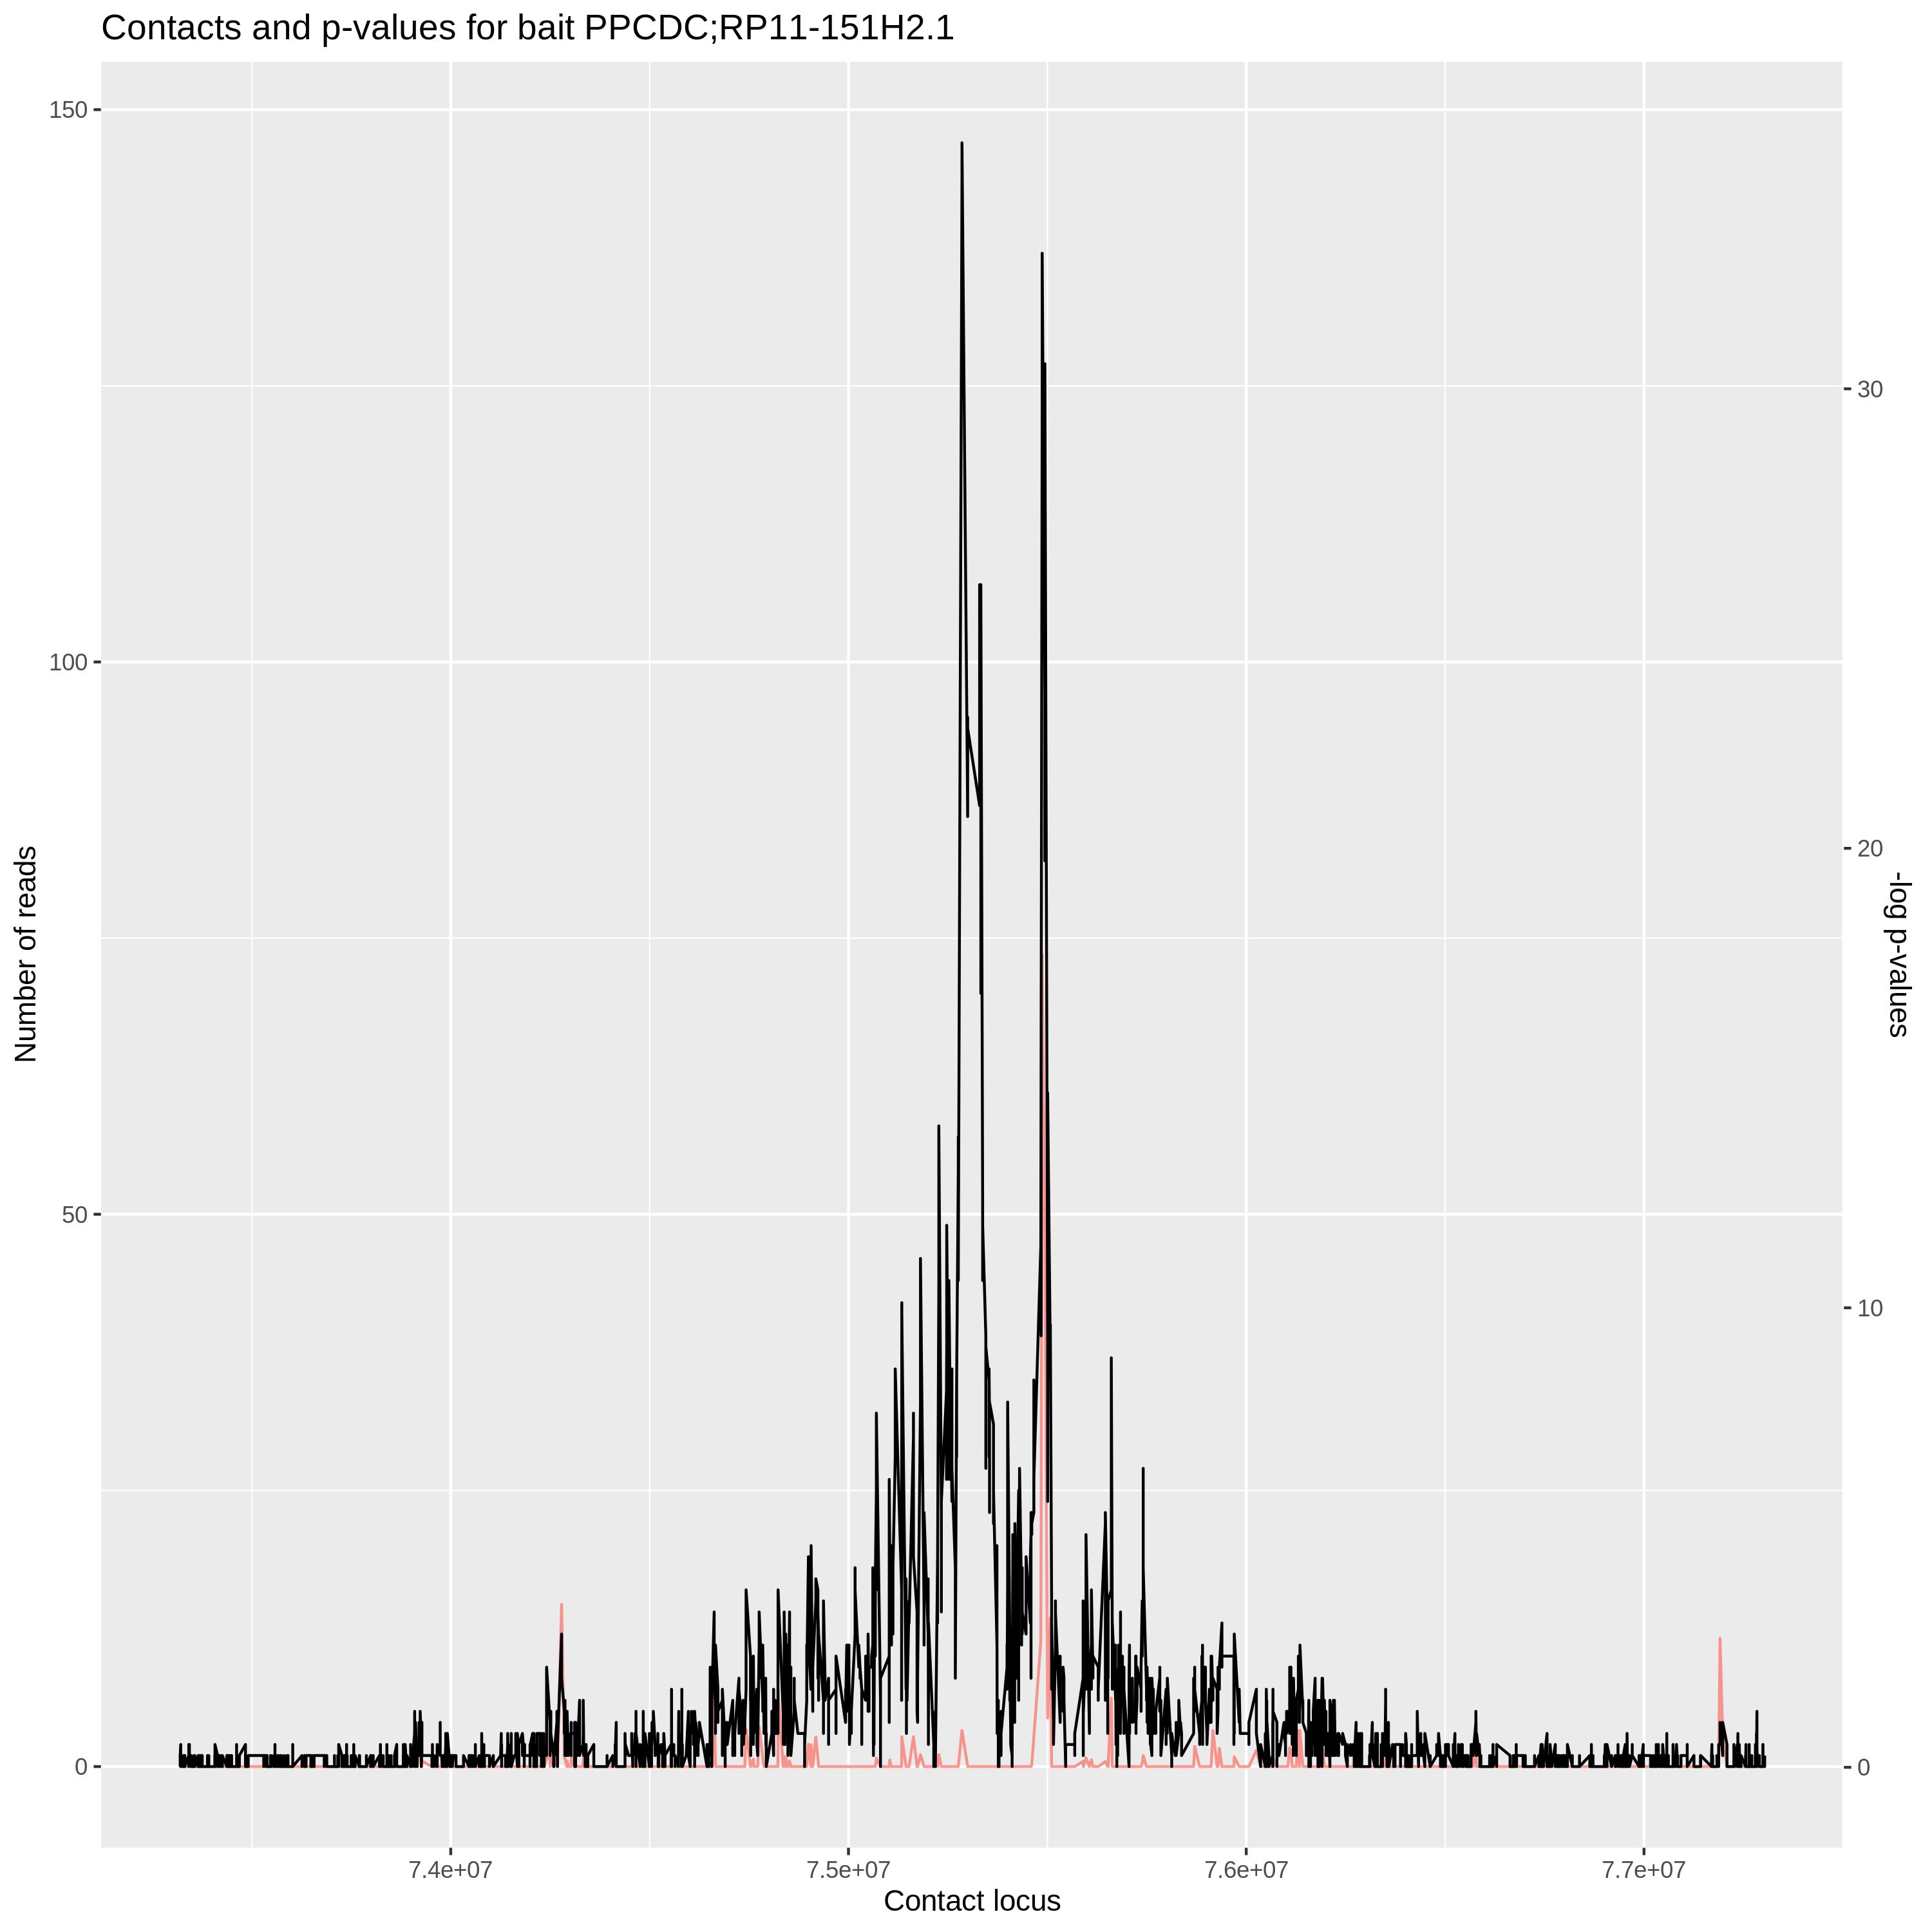 Contacts and p-values for bait PPCDC;RP11-151H2.1
150
100
50
0
Number of reads
30
20
10
0
-log p-values
7.4e+07
7.5e+07
7.6e+07
7.7e+07
Contact locus